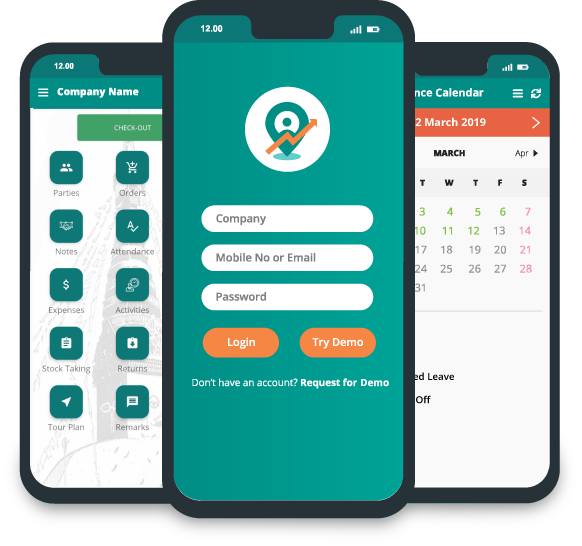 12.00
Company Name
CHECK-OUT
Parties
Orders
Notes
Attendance
Expenses
Activities
Stock Taking
Returns
Tour Plan
Remarks
12.00
Company
Mobile No or Email
Password
Login
Try Demo
Don't have an account? Request for Demo
nce Calendar
2 March 2019
MARCH
Apr
T W T F S
3 4 5 6 7
10 11 12 13 14
17 18 19 20 21
24 25 26 27 28
31
ed Leave
Off